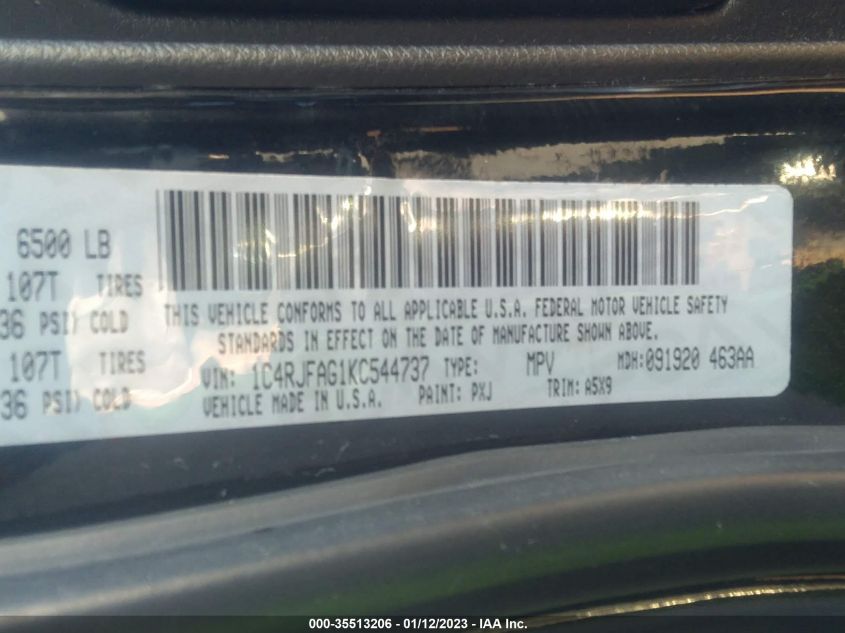 6500 LB
107T TIRES
36 PSI) COLD
107T TIRES
36 PSI) COLD
THIS VEHICLE CONFORMS TO ALL APPLICABLE U.S.A. FEDERAL MOTOR VEHICLE SAFETY
STANDARDS IN EFFECT ON THE DATE OF MANUFACTURE SHOWN ABOVE.
VIN: 1C4RJFAG1KC544737 TYPE: MPV MDH:091920 463AA
VEHICLE MADE IN U.S.A. PAINT: PXJ TRIM: A5X9
000-35513206 - 01/12/2023 - IAA Inc.